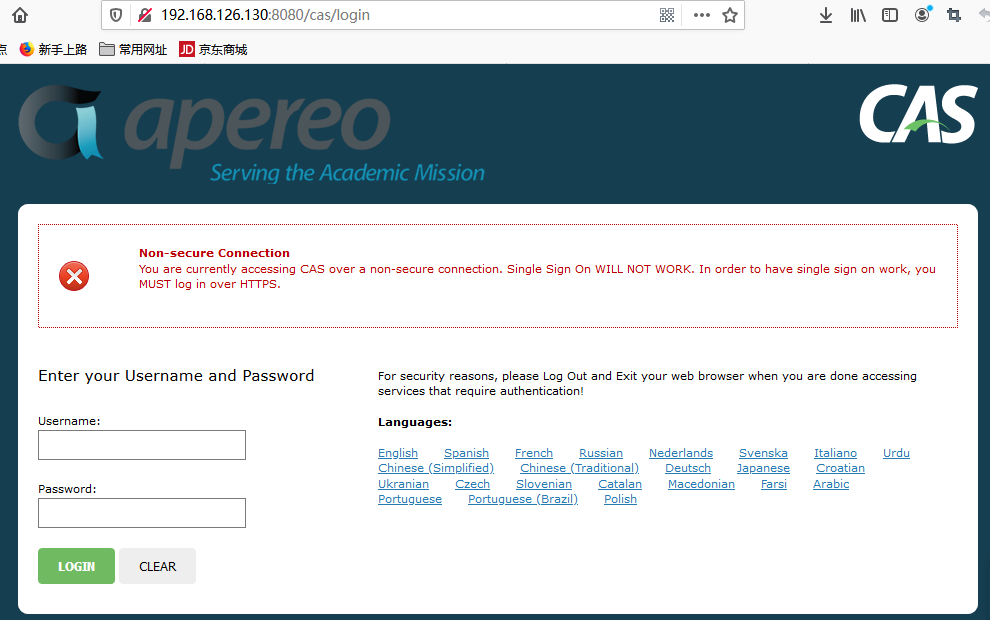 192.168.126.130:8080/cas/login
点 新手上路 常用网址 JD 京东商城
apereo
Serving the Academic Mission
CAS
Non-secure Connection
You are currently accessing CAS over a non-secure connection. Single Sign On WILL NOT WORK. In order to have single sign on work, you
MUST log in over HTTPS.
Enter your Username and Password
For security reasons, please Log Out and Exit your web browser when you are done accessing
services that require authentication!
Username:
Languages:
English Spanish French Russian Nederlands Svenska Italiano Urdu
Chinese (Simplified) Chinese (Traditional) Deutsch Japanese Croatian
Ukranian Czech Slovenian Catalan Macedonian Farsi Arabic
Portuguese Portuguese (Brazil) Polish
Password:
LOGIN CLEAR